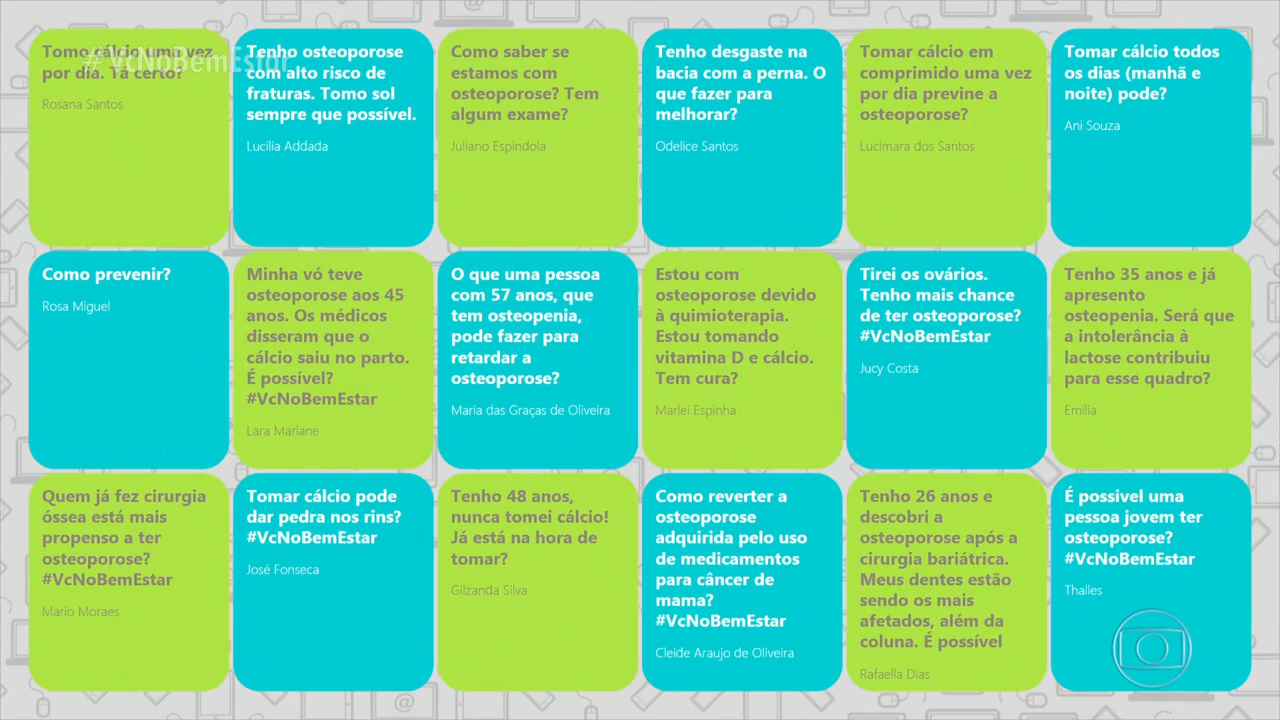 #VcNoBemEstar
Tomo cálcio uma vez
por dia. Tá certo?
Rosana Santos
Tenho osteoporose
com alto risco de
fraturas. Tomo sol
sempre que possível.
Lucilia Addada
Como saber se
estamos com
osteoporose? Tem
algum exame?
Juliano Espindola
Tenho desgaste na
bacia com a perna. O
que fazer para
melhorar?
Odelice Santos
Tomar cálcio em
comprimido uma vez
por dia previne a
osteoporose?
Lucimara dos Santos
Tomar cálcio todos
os dias (manhã e
noite) pode?
Ani Souza
Como prevenir?
Rosa Miguel
Minha vó teve
osteoporose aos 45
anos. Os médicos
disseram que o
cálcio saiu no parto.
É possível?
#VcNoBemEstar
Lara Mariane
O que uma pessoa
com 57 anos, que
tem osteopenia,
pode fazer para
retardar a
osteoporose?
Maria das Graças de Oliveira
Estou com
osteoporose devido
à quimioterapia.
Estou tomando
vitamina D e cálcio.
Tem cura?
Marlei Espinha
Tirei os ovários.
Tenho mais chance
de ter osteoporose?
#VcNoBemEstar
Jucy Costa
Tenho 35 anos e já
apresento
osteopenia. Será que
a intolerância à
lactose contribuiu
para esse quadro?
Emília
Quem já fez cirurgia
óssea está mais
propenso a ter
osteoporose?
#VcNoBemEstar
Mario Moraes
Tomar cálcio pode
dar pedra nos rins?
#VcNoBemEstar
José Fonseca
Tenho 48 anos,
nunca tomei cálcio!
Já está na hora de
tomar?
Gilzanda Silva
Como reverter a
osteoporose
adquirida pelo uso
de medicamentos
para câncer de
mama?
#VcNoBemEstar
Cleide Araujo de Oliveira
Tenho 26 anos e
descobri a
osteoporose após a
cirurgia bariátrica.
Meus dentes estão
sendo os mais
afetados, além da
coluna. É possível
Rafaella Dias
É possivel uma
pessoa jovem ter
osteoporose?
#VcNoBemEstar
Thalles